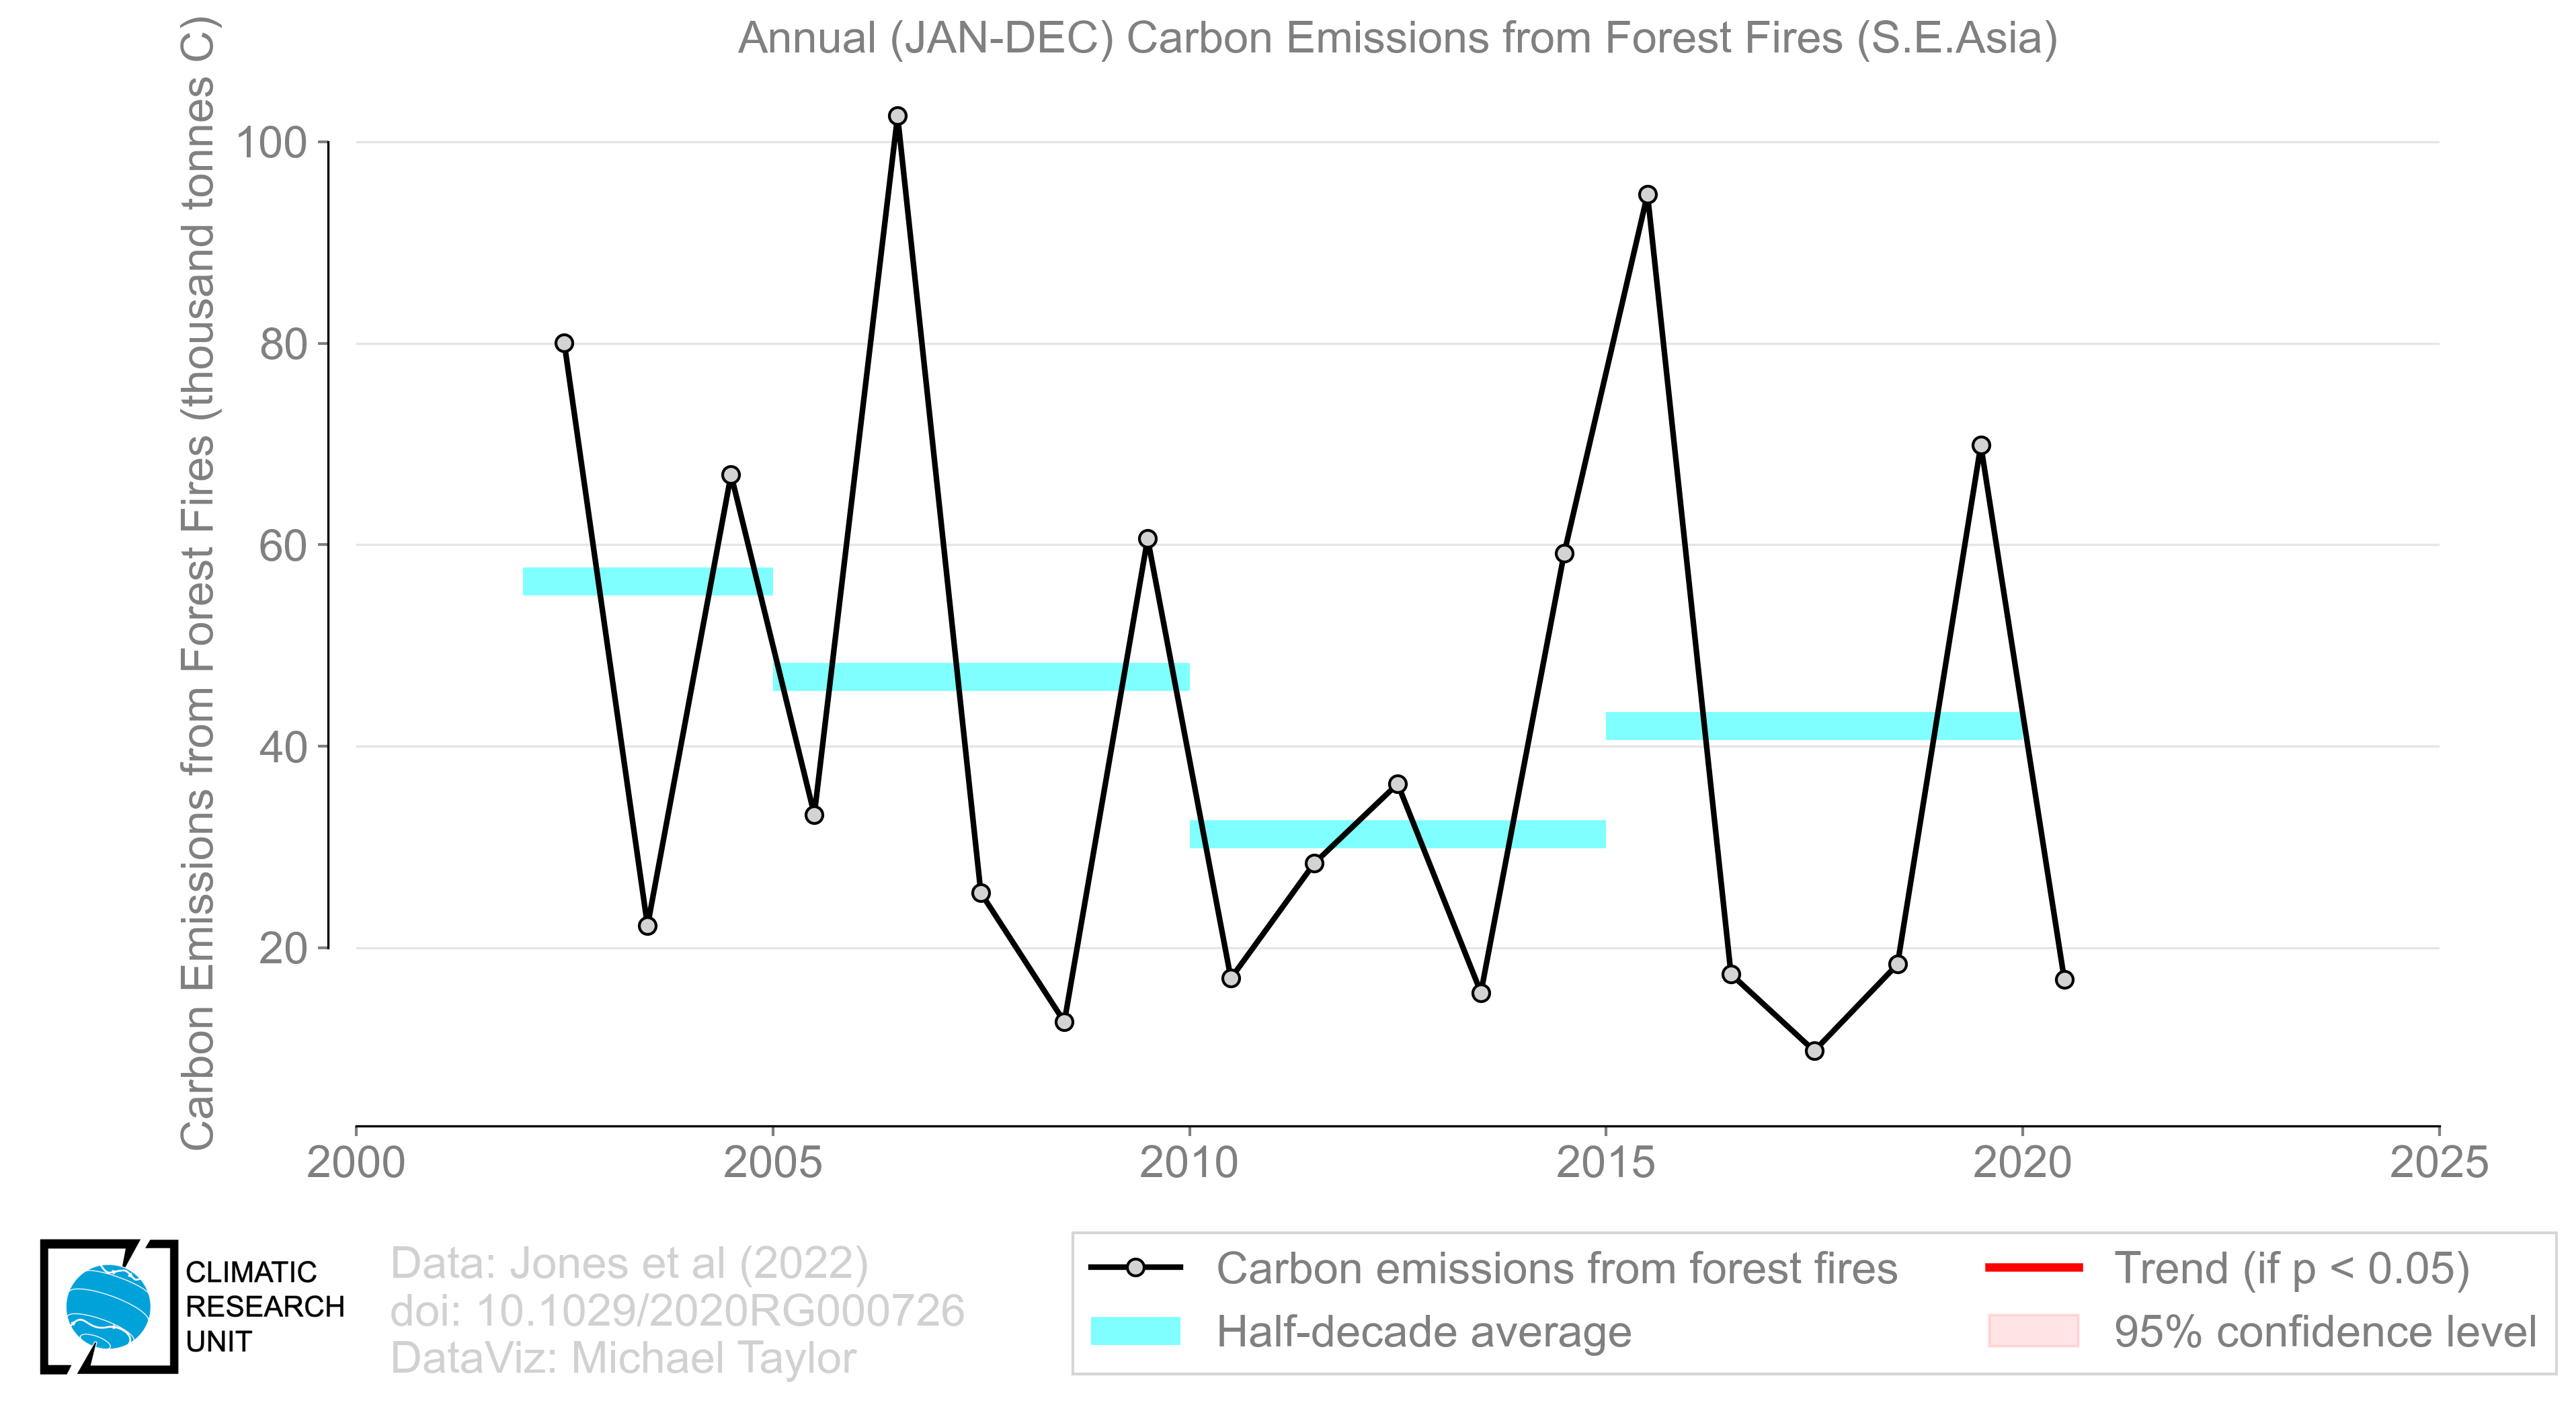 Annual (JAN-DEC) Carbon Emissions from Forest Fires (S.E.Asia)
Carbon Emissions from Forest Fires (thousand tonnes C)
100
80
60
40
20
2000 2005 2010 2015 2020 2025
CLIMATIC
RESEARCH
UNIT
Data: Jones et al (2022)
doi: 10.1029/2020RG000726
DataViz: Michael Taylor
Carbon emissions from forest fires
Half-decade average
Trend (if p < 0.05)
95% confidence level